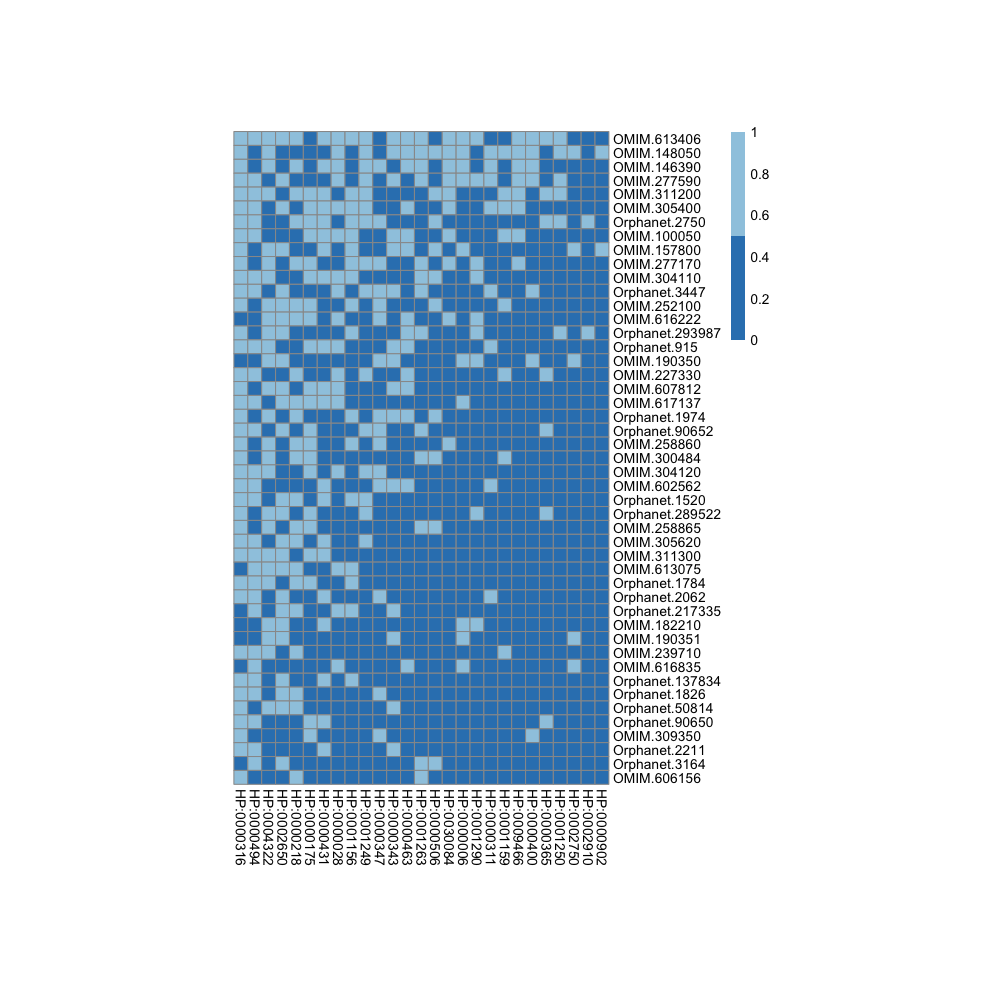 1
0.8
0.6
0.4
0.2
0
OMIM.613406
OMIM.148050
OMIM.146390
OMIM.277590
OMIM.311200
OMIM.305400
Orphanet.2750
OMIM.100050
OMIM.157800
OMIM.277170
OMIM.304110
Orphanet.3447
OMIM.252100
OMIM.616222
Orphanet.293987
Orphanet.915
OMIM.190350
OMIM.227330
OMIM.607812
OMIM.617137
Orphanet.1974
Orphanet.90652
OMIM.258860
OMIM.300484
OMIM.304120
OMIM.602562
Orphanet.1520
Orphanet.289522
OMIM.258865
OMIM.305620
OMIM.311300
OMIM.613075
Orphanet.1784
Orphanet.2062
Orphanet.217335
OMIM.182210
OMIM.190351
OMIM.239710
OMIM.616835
Orphanet.137834
Orphanet.1826
Orphanet.50814
Orphanet.90650
OMIM.309350
Orphanet.2211
Orphanet.3164
OMIM.606156
HP:0000316
HP:0000494
HP:0004322
HP:0002650
HP:0000218
HP:0000175
HP:0000431
HP:0000028
HP:0001156
HP:0001249
HP:0000347
HP:0000343
HP:0000463
HP:0001263
HP:0000506
HP:0030084
HP:0000006
HP:0001290
HP:0000311
HP:0001159
HP:0009466
HP:0000400
HP:0000365
HP:0001250
HP:0002750
HP:0002910
HP:0000902